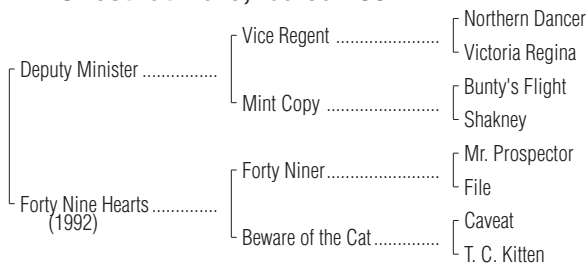 Vice Regent ......................
Northern Dancer
Victoria Regina
Deputy Minister ................
Mint Copy ........................
Bunty's Flight
Shakney
Forty Niner........................
Mr. Prospector
File
Forty Nine Hearts ..............
(1992)
Beware of the Cat..............
Caveat
T. C. Kitten